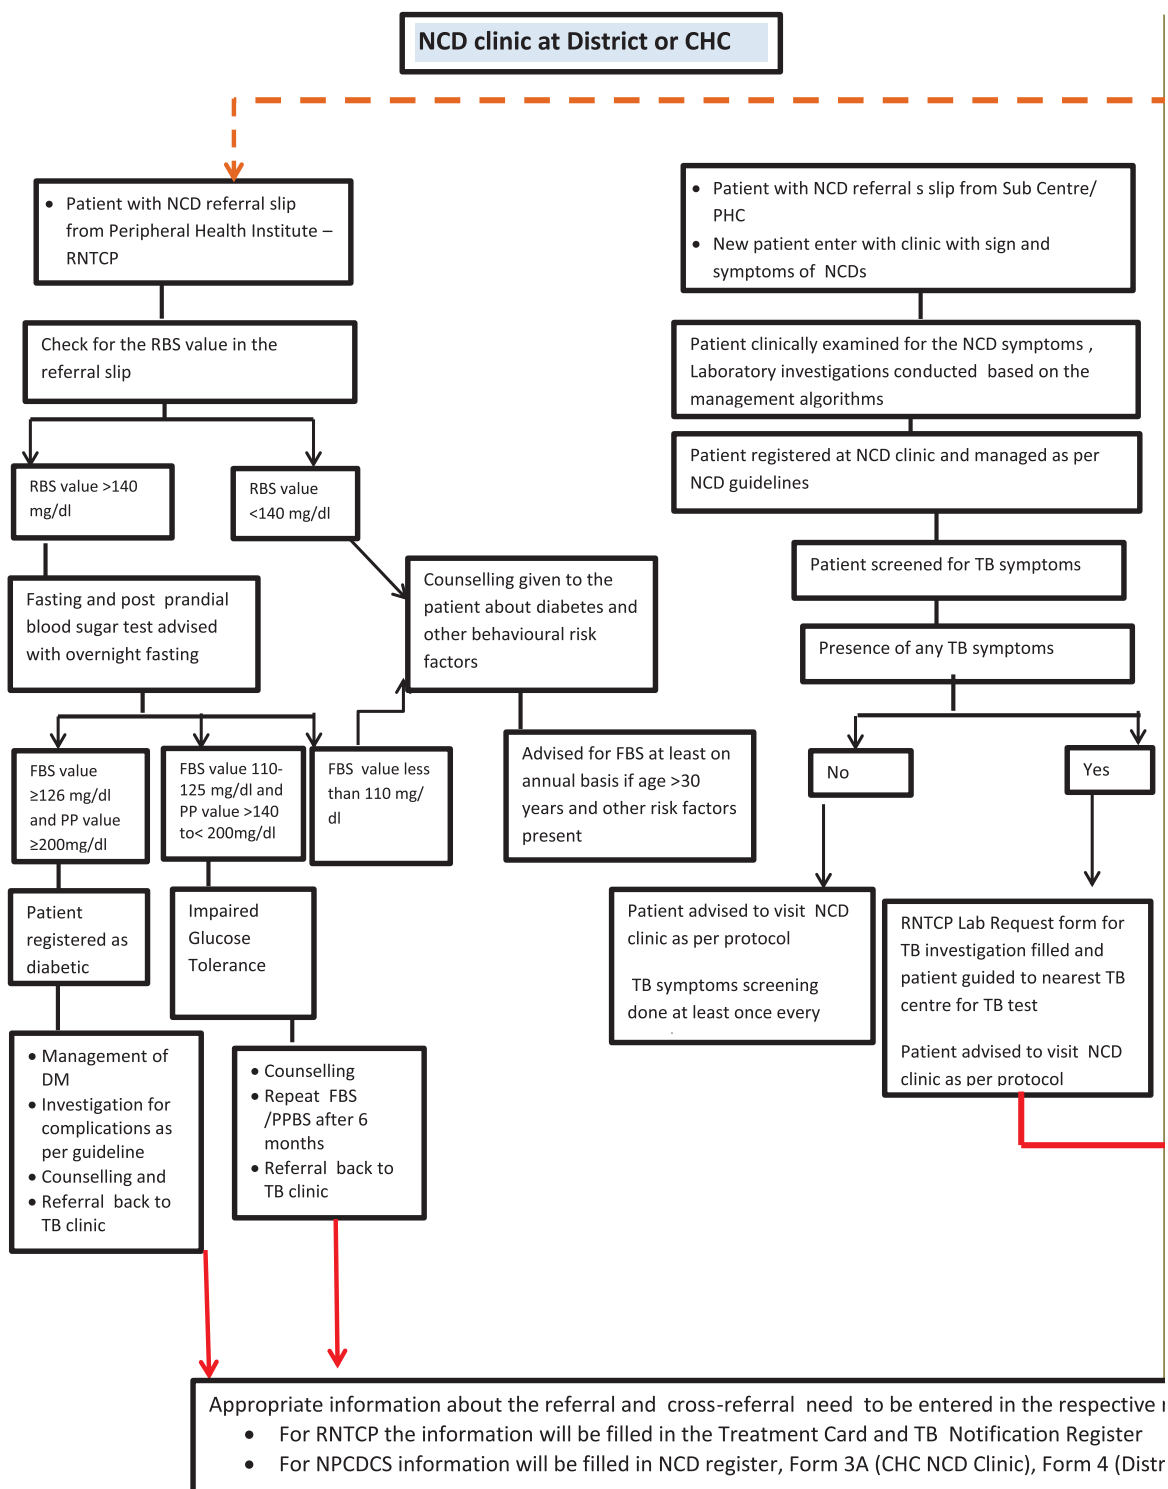 NCD clinic at District or CHC
• Patient with NCD referral slip
from Peripheral Health Institute –
RNTCP
• Patient with NCD referral s slip from Sub Centre/
PHC
• New patient enter with clinic with sign and
symptoms of NCDs
Check for the RBS value in the
referral slip
Patient clinically examined for the NCD symptoms ,
Laboratory investigations conducted based on the
management algorithms
Patient registered at NCD clinic and managed as per
NCD guidelines
RBS value >140
mg/dl
RBS value
<140 mg/dl
Patient screened for TB symptoms
Fasting and post prandial
blood sugar test advised
with overnight fasting
Counselling given to the
patient about diabetes and
other behavioural risk
factors
Presence of any TB symptoms
FBS value
≥126 mg/dl
and PP value
≥200mg/dl
FBS value 110-
125 mg/dl and
PP value >140
to< 200mg/dl
FBS value less
than 110 mg/
dl
Advised for FBS at least on
annual basis if age >30
years and other risk factors
present
No
Yes
Patient
registered as
diabetic
Impaired
Glucose
Tolerance
Patient advised to visit NCD
clinic as per protocol
TB symptoms screening
done at least once every
RNTCP Lab Request form for
TB investigation filled and
patient guided to nearest TB
centre for TB test
Patient advised to visit NCD
clinic as per protocol
• Management of
DM
• Investigation for
complications as
per guideline
• Counselling and
• Referral back to
TB clinic
• Counselling
• Repeat FBS
/PPBS after 6
months
• Referral back to
TB clinic
Appropriate information about the referral and cross-referral need to be entered in the respective
• For RNTCP the information will be filled in the Treatment Card and TB Notification Register
• For NPCDCS information will be filled in NCD register, Form 3A (CHC NCD Clinic), Form 4 (Distr